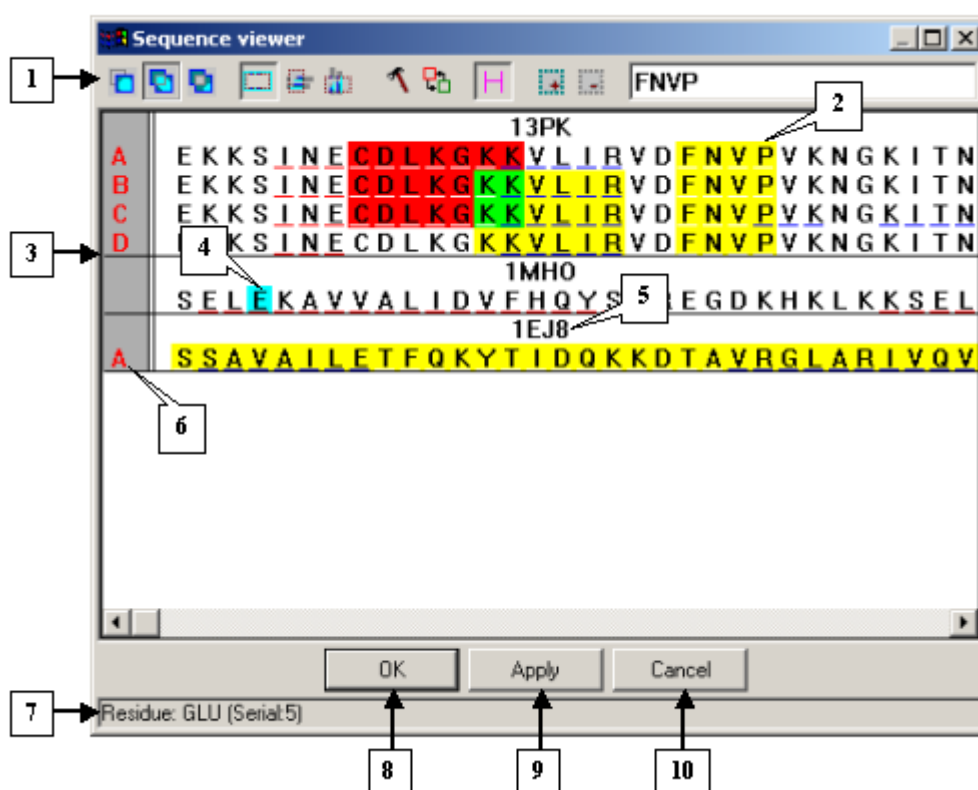 Sequence viewer
1
FNVP
2
13PK
A E K K S I N E C D L K G K K V L I R V D F N V P V K N G K I T N
B E K K S I N E C D L K G K K V L I R V D F N V P V K N G K I T N
C E K K S I N E C D L K G K K V L I R V D F N V P V K N G K I T N
D E K S I N E C D L K G K K V L I R V D F N V P V K N G K I T N
3
4
1MHO
S E L E K A V V A L I D V F H Q Y S E G D K H K L K K S E L
5
1EJ8
A S S A V A I L E T F Q K Y T I D Q K K D T A V R G L A R I V Q V
6
OK Apply Cancel
7
Residue: GLU (Serial:5)
8 9 10